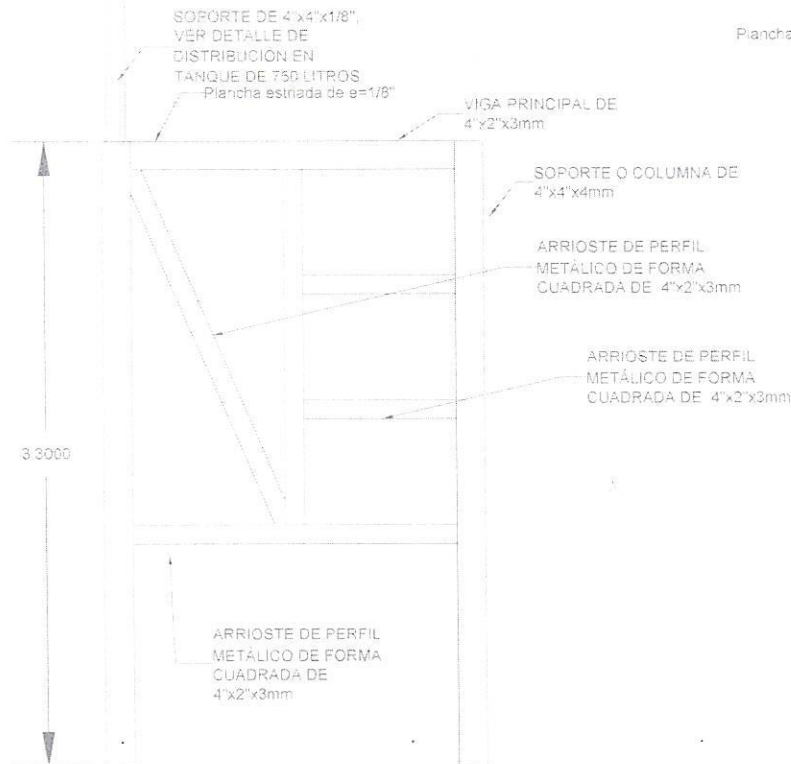 SOPORTE DE 4"x4"x1/8",
VER DETALLE DE
DISTRIBUCIÓN EN
TANQUE DE 750 LITROS
Plancha estriada de e=1/8"
Plancha
VIGA PRINCIPAL DE
4"x2"x3mm
SOPORTE O COLUMNA DE
4"x4"x4mm
ARRIOSTE DE PERFIL
METÁLICO DE FORMA
CUADRADA DE 4"x2"x3mm
ARRIOSTE DE PERFIL
METÁLICO DE FORMA
CUADRADA DE 4"x2"x3mm
3.3000
ARRIOSTE DE PERFIL
METÁLICO DE FORMA
CUADRADA DE
4"x2"x3mm